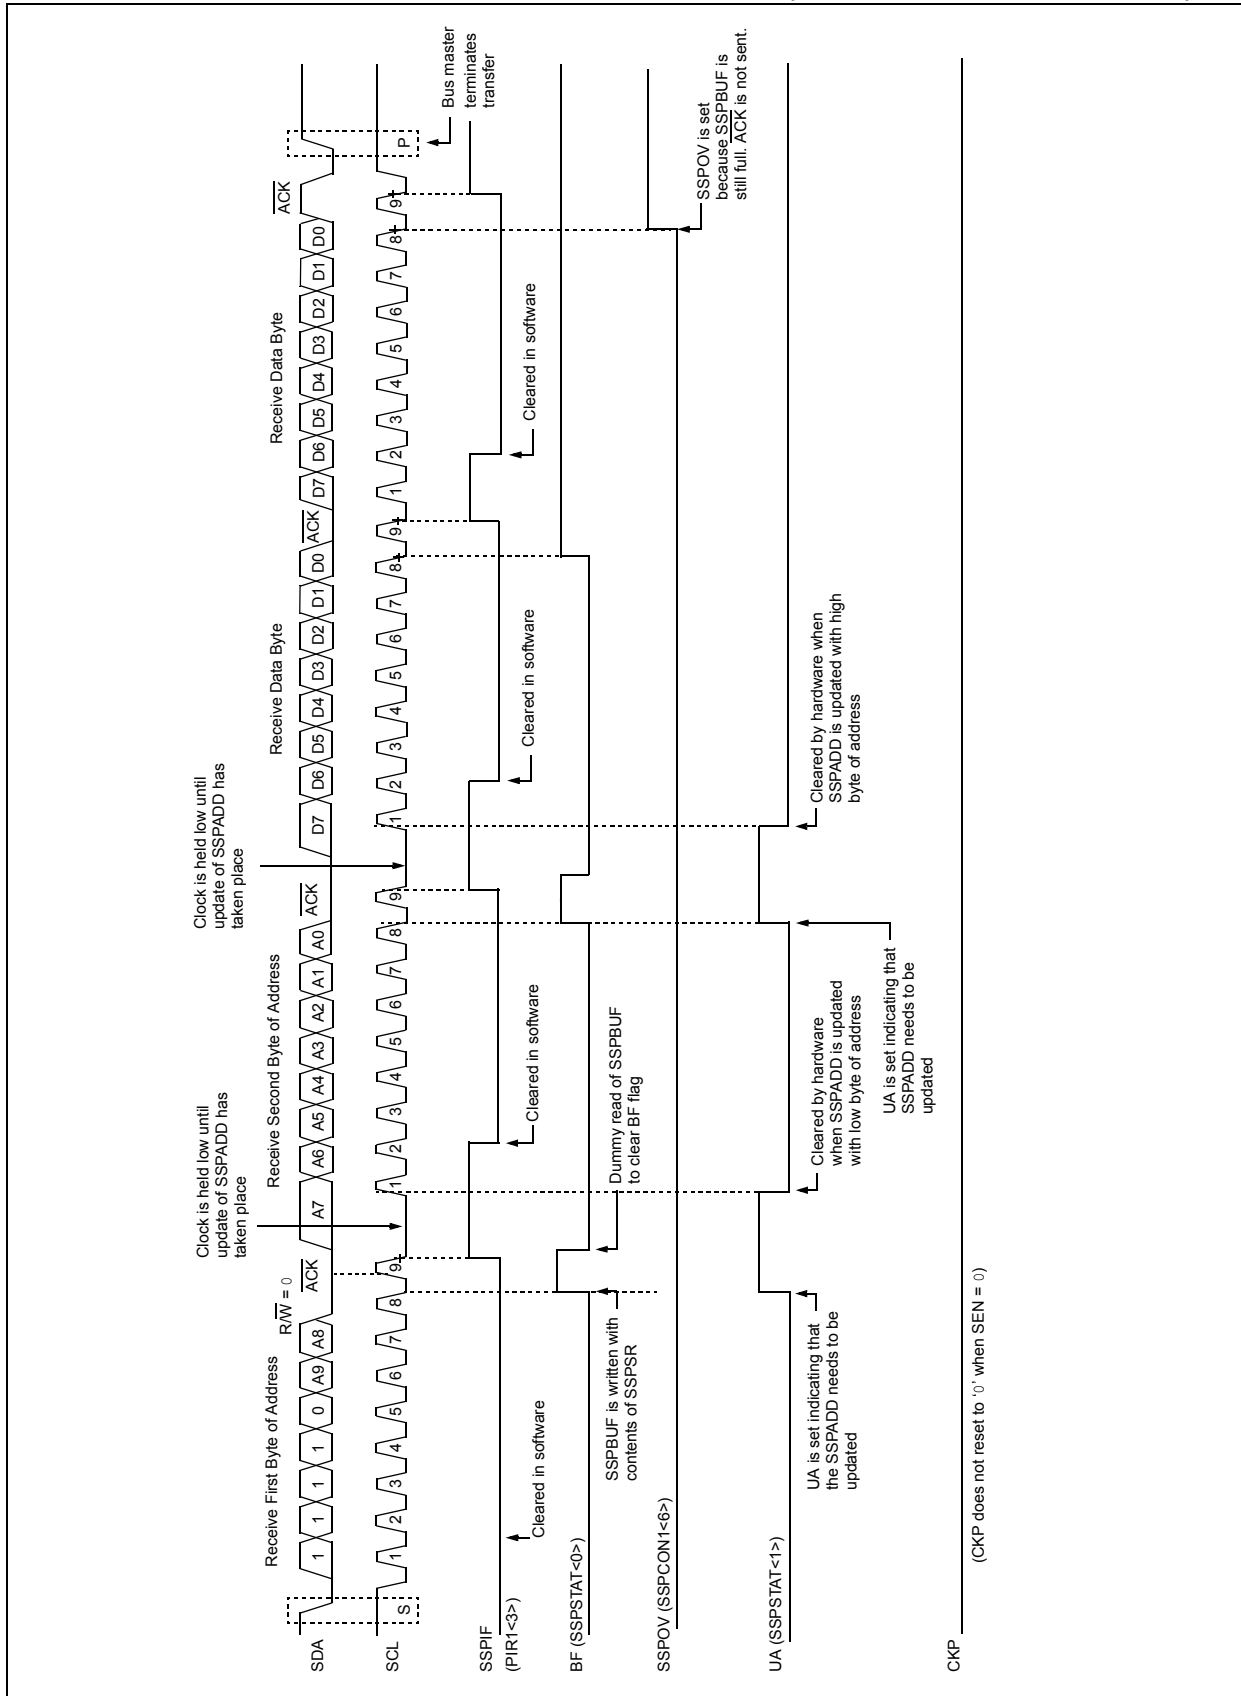 Receive First Byte of Address
R/W = 0
ACK
Clock is held low until
update of SSPADD has
taken place
Receive Second Byte of Address
ACK
Clock is held low until
update of SSPADD has
taken place
Receive Data Byte
ACK
Receive Data Byte
ACK
SDA
1 1 1 1 0 A9 A8
A7 A6 A5 A4 A3 A2 A1 A0
D7 D6 D5 D4 D3 D2 D1 D0
D7 D6 D5 D4 D3 D2 D1 D0
SCL
S
1 2 3 4 5 6 7 8 9
1 2 3 4 5 6 7 8 9
1 2 3 4 5 6 7 8 9
1 2 3 4 5 6 7 8 9
P
Bus master
terminates
transfer
SSPIF
(PIR1<3>)
Cleared in software
Cleared in software
Cleared in software
Cleared in software
BF (SSPSTAT<0>)
SSPBUF is written with
contents of SSPSR
Dummy read of SSPBUF
to clear BF flag
SSPOV (SSPCON1<6>)
SSPOV is set
because SSPBUF is
still full. ACK is not sent.
UA (SSPSTAT<1>)
UA is set indicating that
the SSPADD needs to be
updated
Cleared by hardware
when SSPADD is updated
with low byte of address
UA is set indicating that
SSPADD needs to be
updated
Cleared by hardware when
SSPADD is updated with high
byte of address
CKP
(CKP does not reset to ‘0’ when SEN = 0)